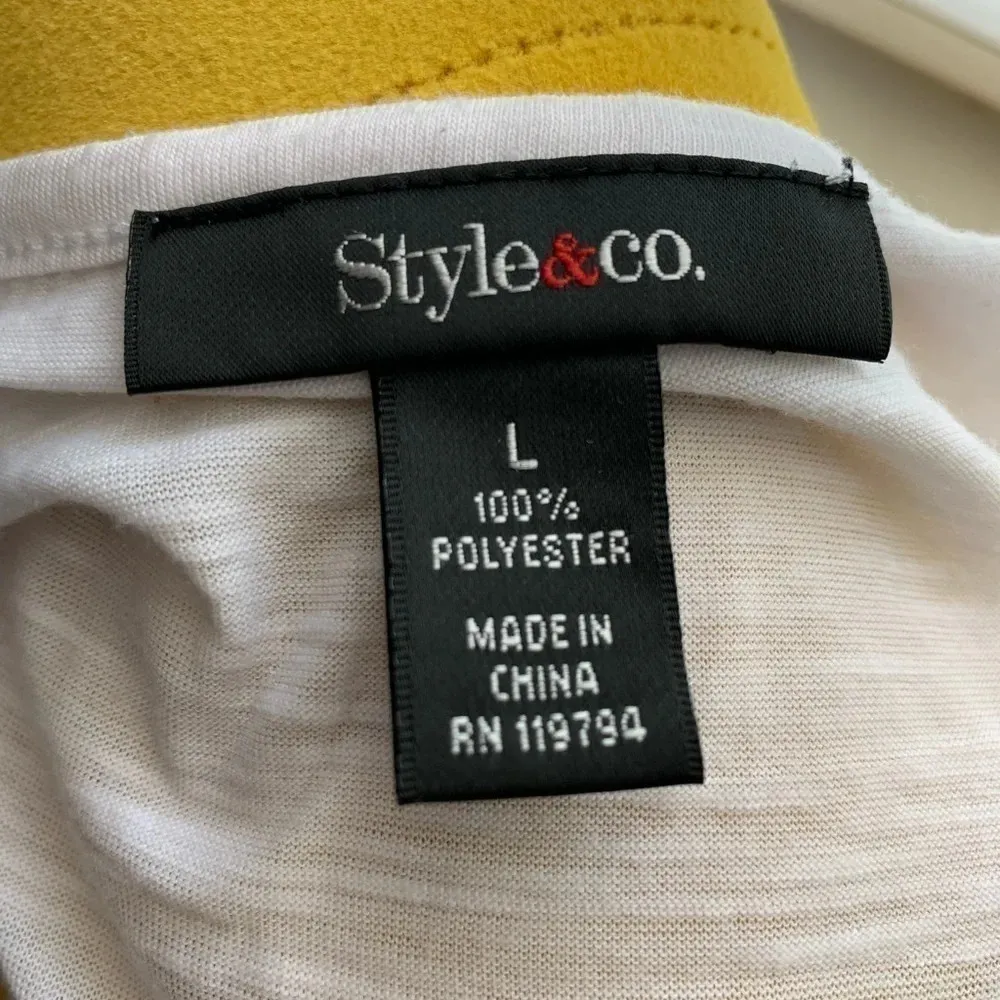 Style&co.
L
100%
POLYESTER
MADE IN
CHINA
RN 119794